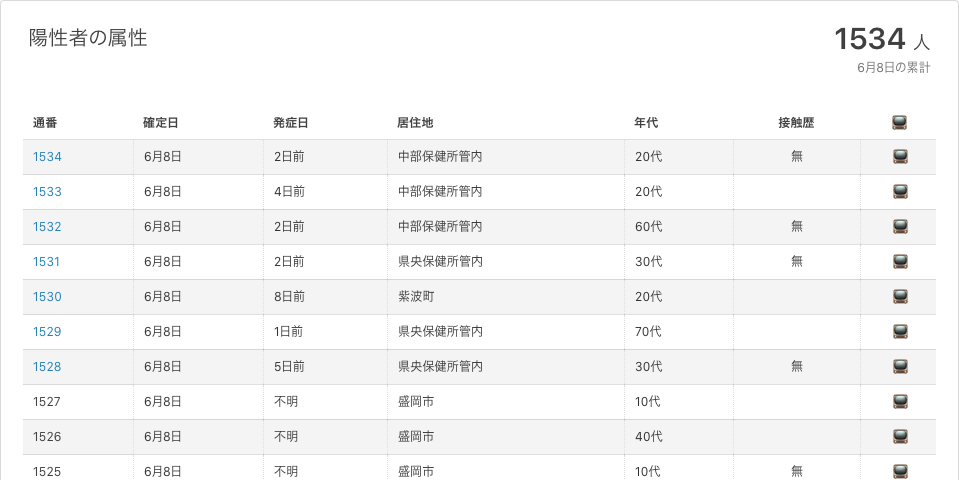 陽性者の属性
1534 人
6月8日の累計
通番 確定日 発症日 居住地 年代 接触歴
1534 6月8日 2日前 中部保健所管内 20代 無
1533 6月8日 4日前 中部保健所管内 20代
1532 6月8日 2日前 中部保健所管内 60代 無
1531 6月8日 2日前 県央保健所管内 30代 無
1530 6月8日 8日前 紫波町 20代
1529 6月8日 1日前 県央保健所管内 70代
1528 6月8日 5日前 県央保健所管内 30代 無
1527 6月8日 不明 盛岡市 10代
1526 6月8日 不明 盛岡市 40代
1525 6月8日 不明 盛岡市 10代 無